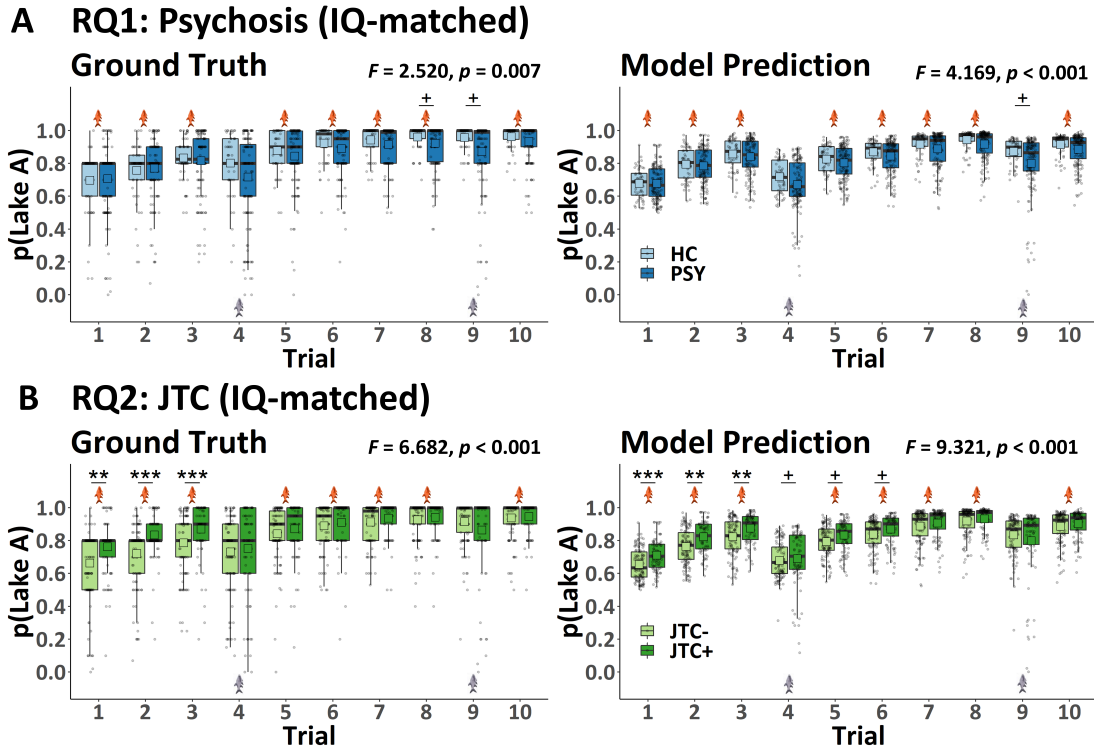 A RQ1: Psychosis (IQ-matched)
Ground Truth
F = 2.520, p = 0.007
+ +
p(Lake A)
1.0
0.8
0.6
0.4
0.2
0.0
1 2 3 4 5 6 7 8 9 10
Trial
Model Prediction
F = 4.169, p < 0.001
+
p(Lake A)
1.0
0.8
0.6
0.4
0.2
0.0
HC
PSY
1 2 3 4 5 6 7 8 9 10
Trial
B RQ2: JTC (IQ-matched)
Ground Truth
F = 6.682, p < 0.001
** *** ***
p(Lake A)
1.0
0.8
0.6
0.4
0.2
0.0
1 2 3 4 5 6 7 8 9 10
Trial
Model Prediction
F = 9.321, p < 0.001
*** ** ** + + +
p(Lake A)
1.0
0.8
0.6
0.4
0.2
0.0
JTC-
JTC+
1 2 3 4 5 6 7 8 9 10
Trial